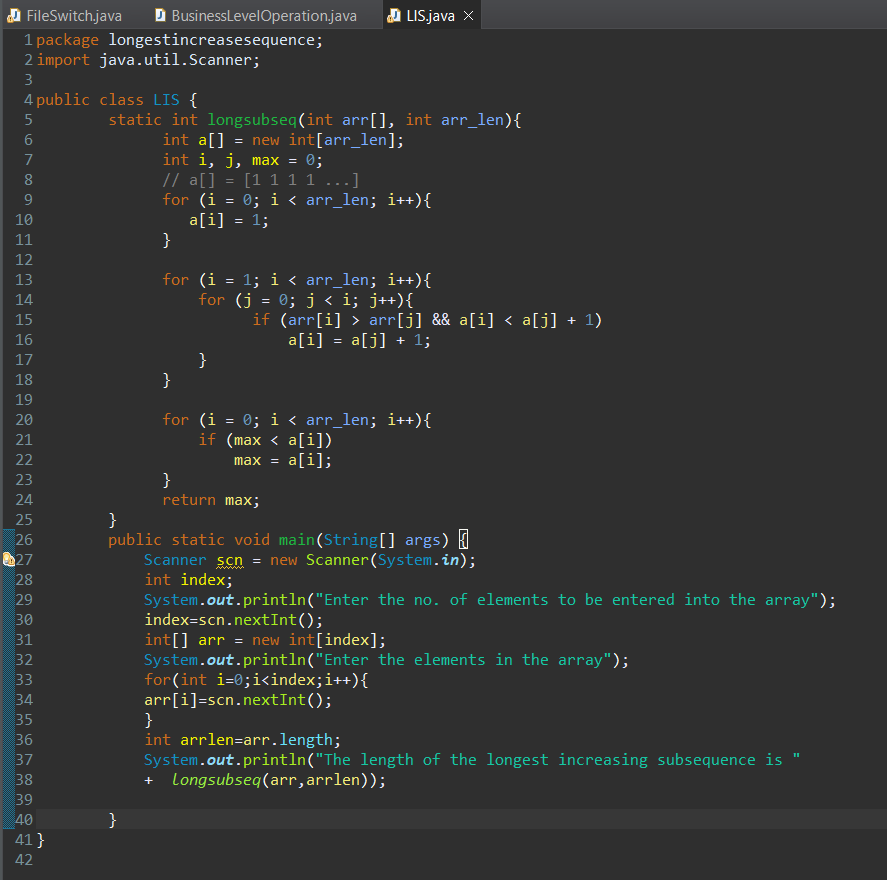 FileSwitch.java BusinessLevelOperation.java LIS.java
1 package longestincreasesequence;
2 import java.util.Scanner;
3
4 public class LIS {
5 static int longsubseq(int arr[], int arr_len){
6 int a[] = new int[arr_len];
7 int i, j, max = 0;
8 // a[] = [1 1 1 1 ...]
9 for (i = 0; i < arr_len; i++){
10 a[i] = 1;
11 }
12
13 for (i = 1; i < arr_len; i++){
14 for (j = 0; j < i; j++){
15 if (arr[i] > arr[j] && a[i] < a[j] + 1)
16 a[i] = a[j] + 1;
17 }
18 }
19
20 for (i = 0; i < arr_len; i++){
21 if (max < a[i])
22 max = a[i];
23 }
24 return max;
25 }
26 public static void main(String[] args) {
27 Scanner scn = new Scanner(System.in);
28 int index;
29 System.out.println("Enter the no. of elements to be entered into the array");
30 index=scn.nextInt();
31 int[] arr = new int[index];
32 System.out.println("Enter the elements in the array");
33 for(int i=0;i<index;i++){
34 arr[i]=scn.nextInt();
35 }
36 int arrlen=arr.length;
37 System.out.println("The length of the longest increasing subsequence is "
38 + longsubseq(arr,arrlen));
39
40 }
41 }
42